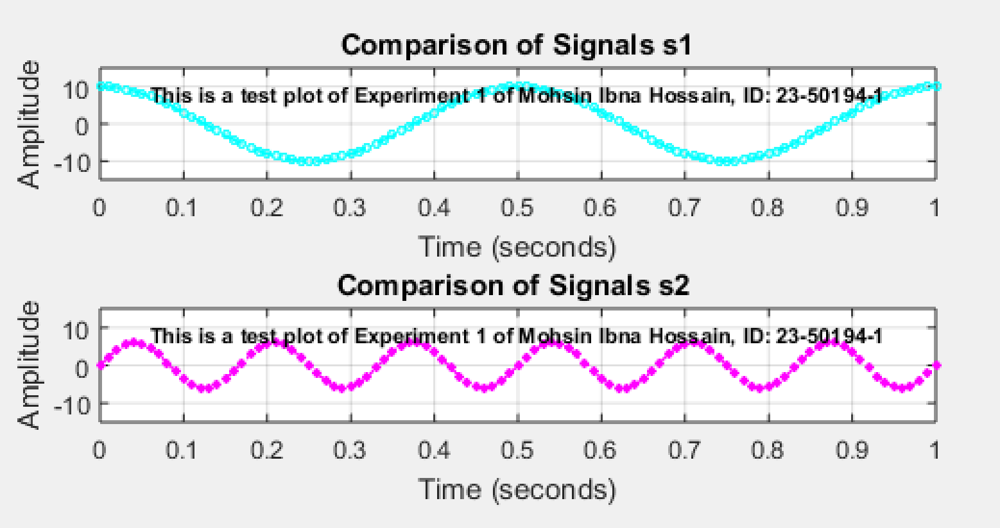 Comparison of Signals s1
Amplitude
10
0
-10
This is a test plot of Experiment 1 of Mohsin Ibna Hossain, ID: 23-50194-1
0 0.1 0.2 0.3 0.4 0.5 0.6 0.7 0.8 0.9 1
Time (seconds)
Comparison of Signals s2
Amplitude
10
0
-10
This is a test plot of Experiment 1 of Mohsin Ibna Hossain, ID: 23-50194-1
0 0.1 0.2 0.3 0.4 0.5 0.6 0.7 0.8 0.9 1
Time (seconds)